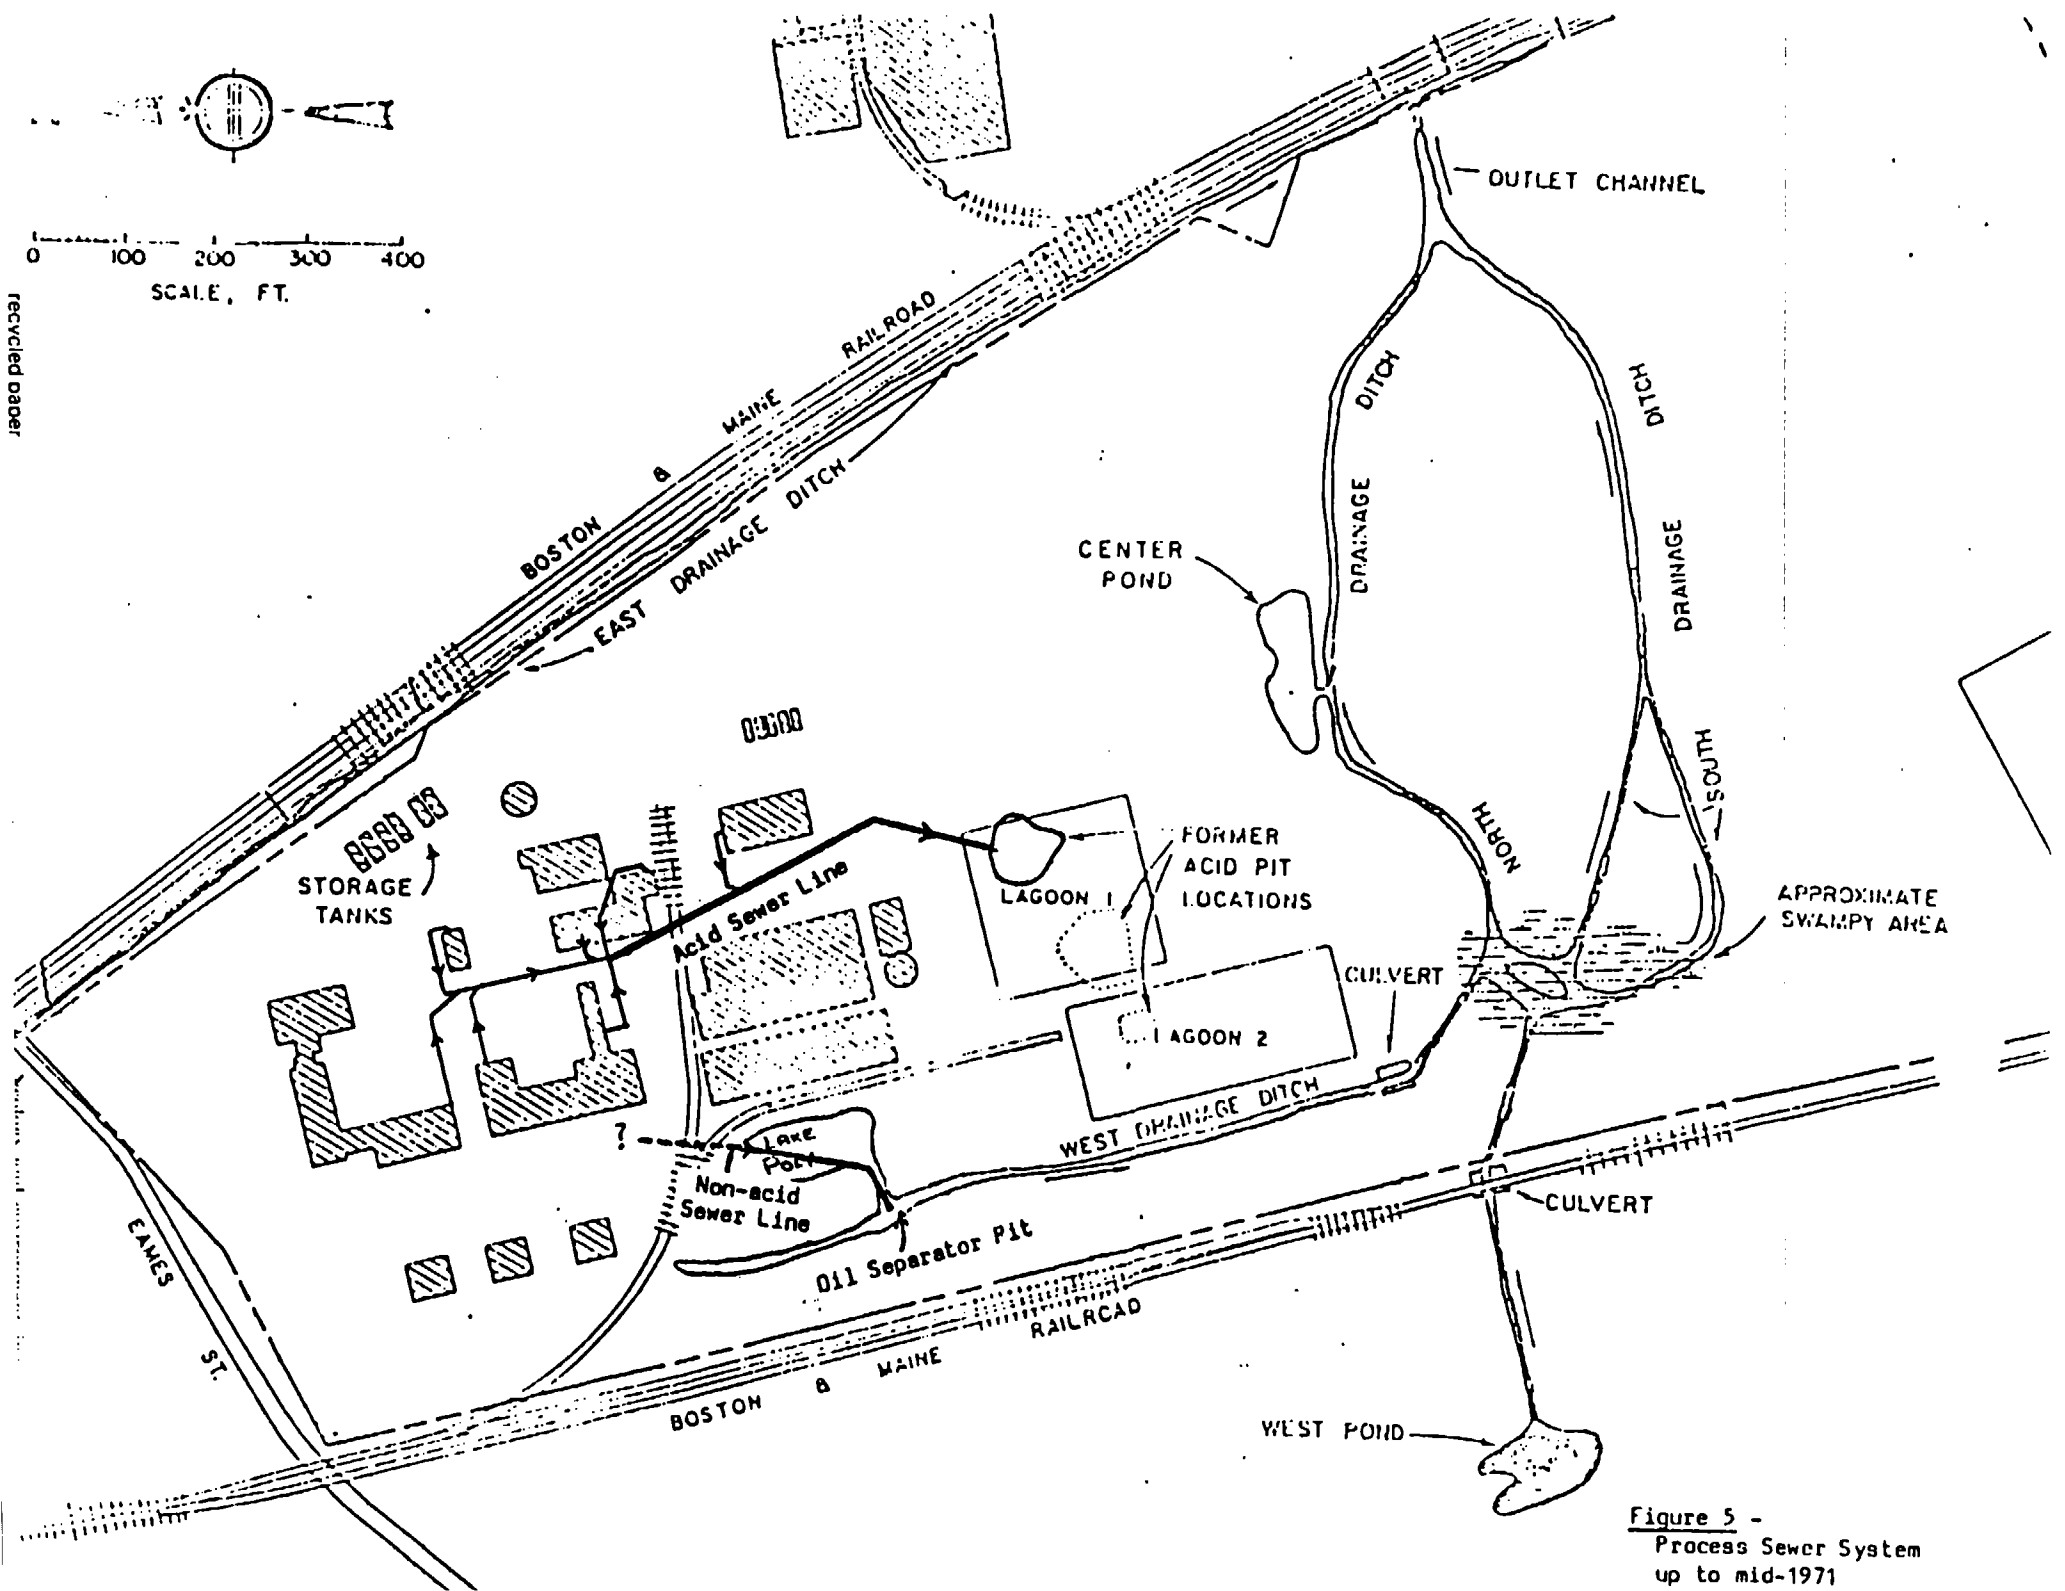 OUTLET CHANNEL
0 100 200 300 400
SCALE, FT.
recycled paper
BOSTON & MAINE RAILROAD
EAST DRAINAGE DITCH
NORTH DRAINAGE DITCH
SOUTH DRAINAGE DITCH
CENTER
POND
STORAGE
TANKS
Acid Sewer Line
LAGOON 1
FORMER
ACID PIT
LOCATIONS
APPROXIMATE
SWAMPY AREA
CULVERT
LAGOON 2
WEST DRAINAGE DITCH
?
LAKE
POLY
Non-acid
Sewer Line
CULVERT
Oil Separator Pit
EAMES ST.
BOSTON & MAINE RAILROAD
WEST POND
Figure 5 -
Process Sewer System
up to mid-1971